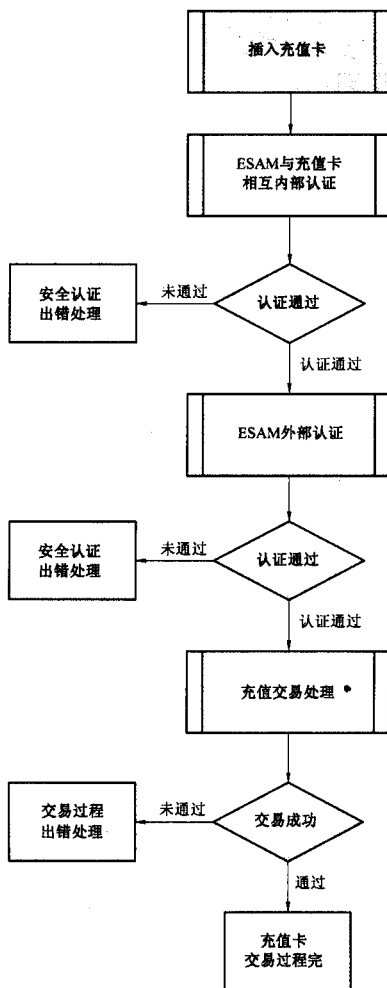 插入充值卡
ESAM与充值卡
相互内部认证
认证通过
未通过
安全认证
出错处理
认证通过
ESAM外部认证
认证通过
未通过
安全认证
出错处理
认证通过
充值交易处理
交易成功
未通过
交易过程
出错处理
通过
充值卡
交易过程完